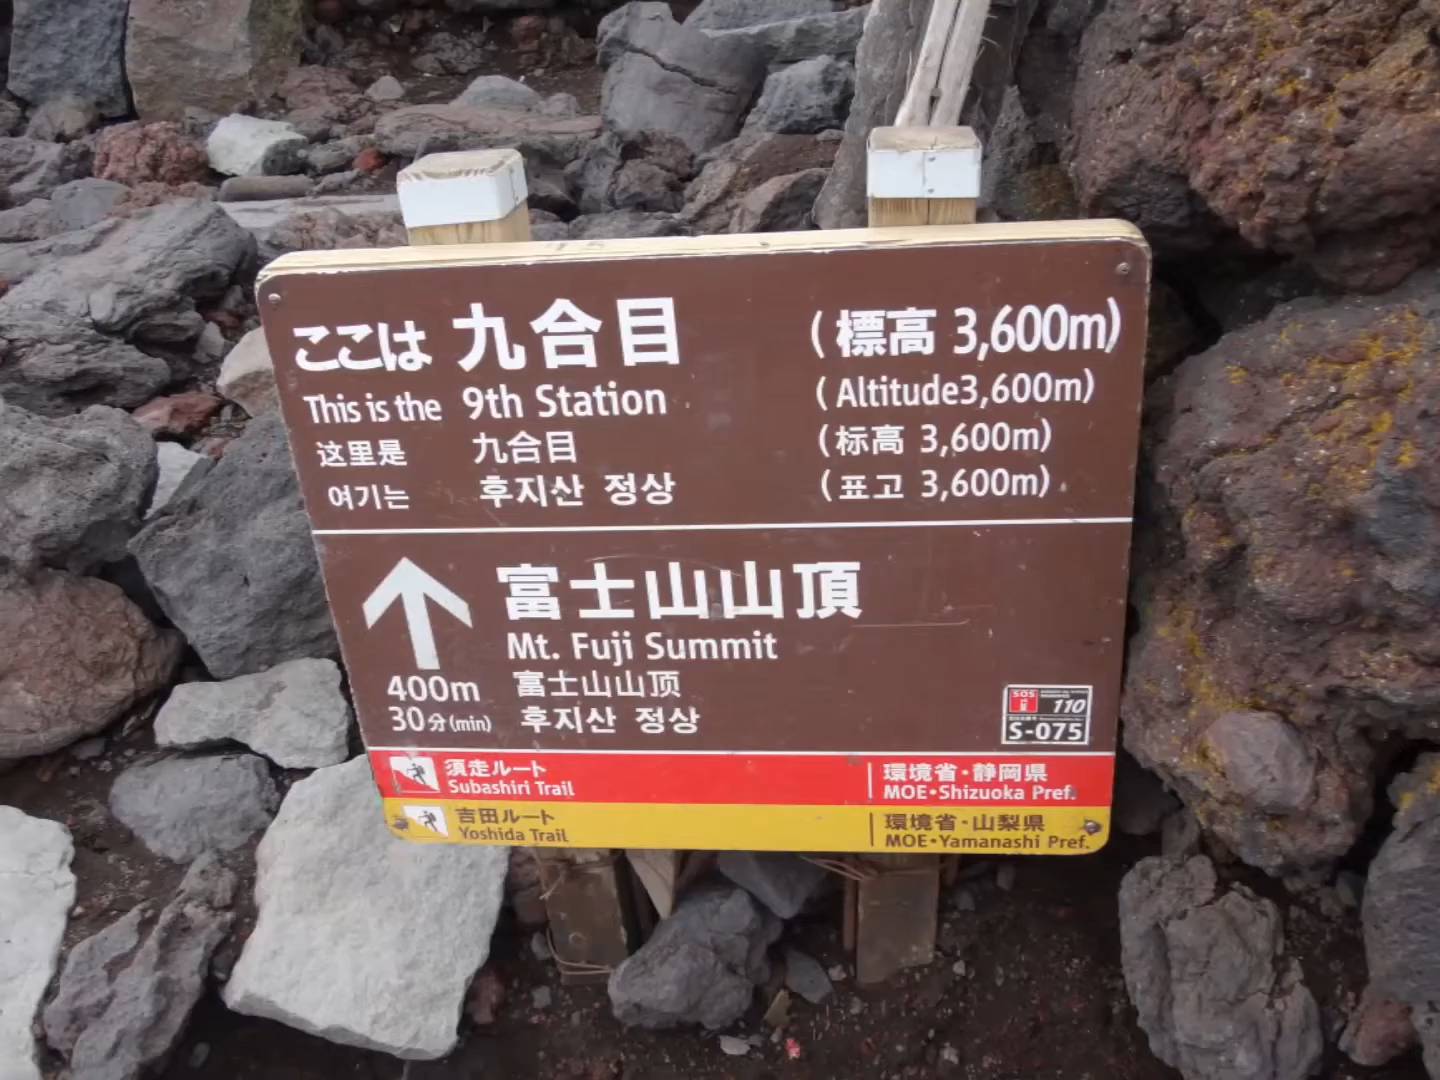 ここは 九合目 (標高 3,600m)
This is the 9th Station (Altitude3,600m)
这里是 九合目 (标高 3,600m)
여기는 후지산 정상 (표고 3,600m)
富士山山頂
Mt. Fuji Summit
400m 富士山山顶
30分(min) 후지산 정상
SOS
110
S-075
須走ルート 環境省・静岡県
Subashiri Trail MOE・Shizuoka Pref.
吉田ルート 環境省・山梨県
Yoshida Trail MOE・Yamanashi Pref.